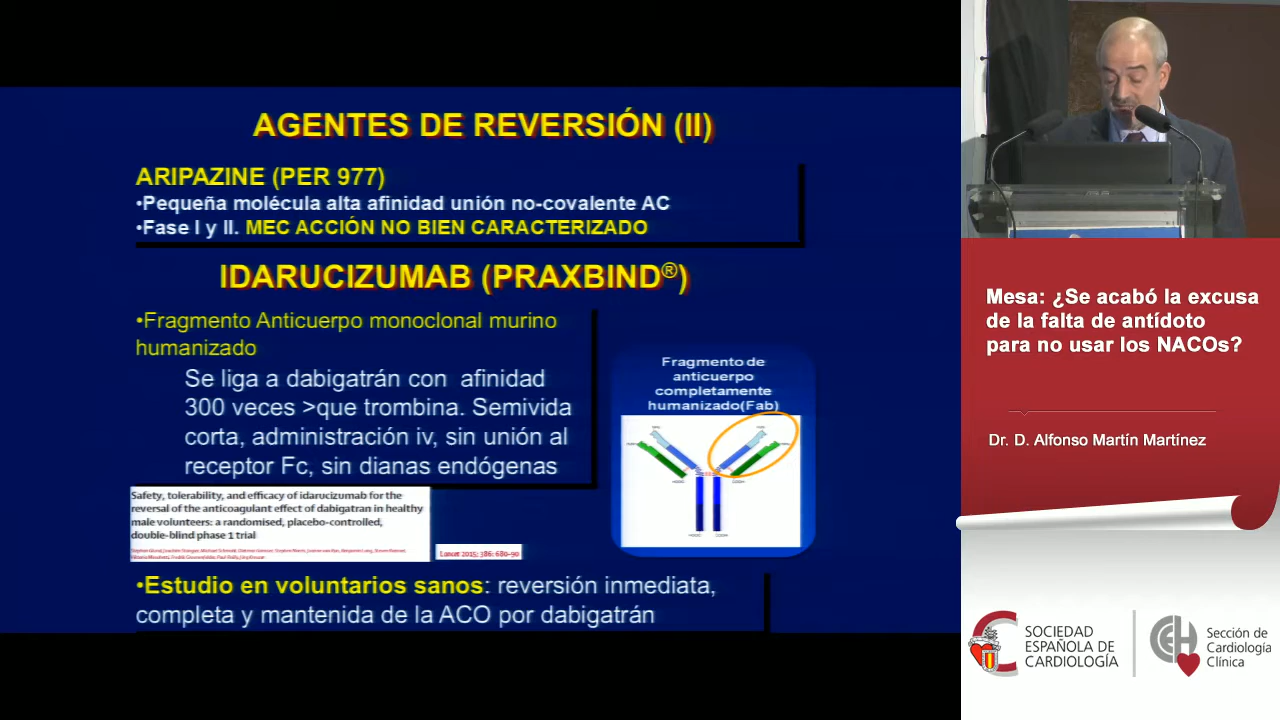 AGENTES DE REVERSIÓN (II)
ARIPAZINE (PER 977)
•Pequeña molécula alta afinidad unión no-covalente AC
•Fase I y II. MEC ACCIÓN NO BIEN CARACTERIZADO
IDARUCIZUMAB (PRAXBIND®)
•Fragmento Anticuerpo monoclonal murino
humanizado
Se liga a dabigatrán con afinidad
300 veces >que trombina. Semivida
corta, administración iv, sin unión al
receptor Fc, sin dianas endógenas
Fragmento de
anticuerpo
completamente
humanizado(Fab)
Safety, tolerability, and efficacy of idarucizumab for the
reversal of the anticoagulant effect of dabigatran in healthy
male volunteers: a randomised, placebo-controlled,
double-blind phase 1 trial
Lancet 2015; 386: 680-90
•Estudio en voluntarios sanos: reversión inmediata,
completa y mantenida de la ACO por dabigatrán
Mesa: ¿Se acabó la excusa
de la falta de antídoto
para no usar los NACOs?
Dr. D. Alfonso Martín Martínez
SOCIEDAD
ESPAÑOLA DE
CARDIOLOGÍA
Sección de
Cardiología
Clínica